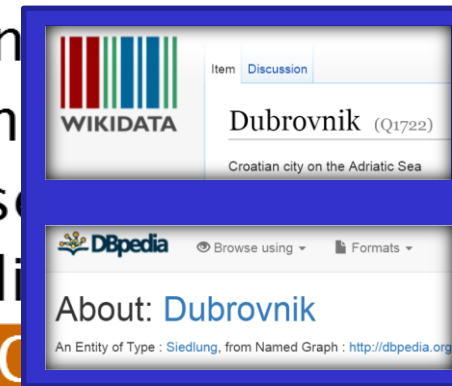 WIKIDATA
Item Discussion
Dubrovnik (Q1722)
Croatian city on the Adriatic Sea
DBpedia Browse using Formats
About: Dubrovnik
An Entity of Type : Siedlung, from Named Graph : http://dbpedia.org